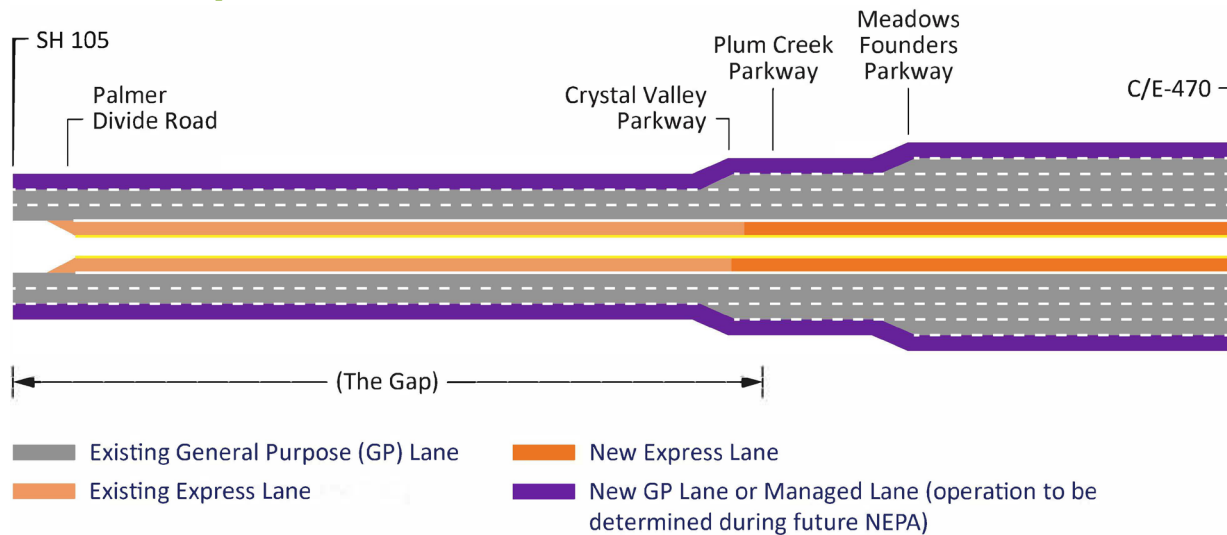 SH 105
Palmer
Divide Road
Crystal Valley
Parkway
Plum Creek
Parkway
Meadows
Founders
Parkway
C/E-470
(The Gap)
Existing General Purpose (GP) Lane
Existing Express Lane
New Express Lane
New GP Lane or Managed Lane (operation to be
determined during future NEPA)